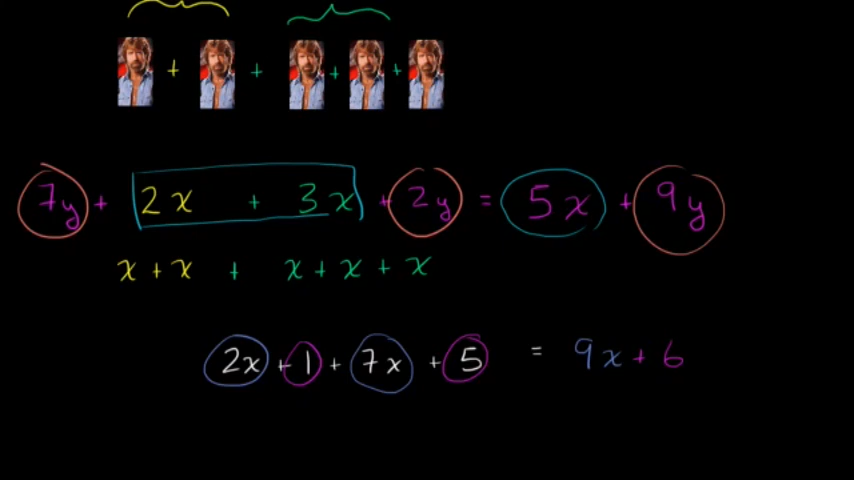 + + + +
7y + 2x + 3x + 2y = 5x + 9y
x + x + x + x + x
2x + 1 + 7x + 5 = 9x + 6